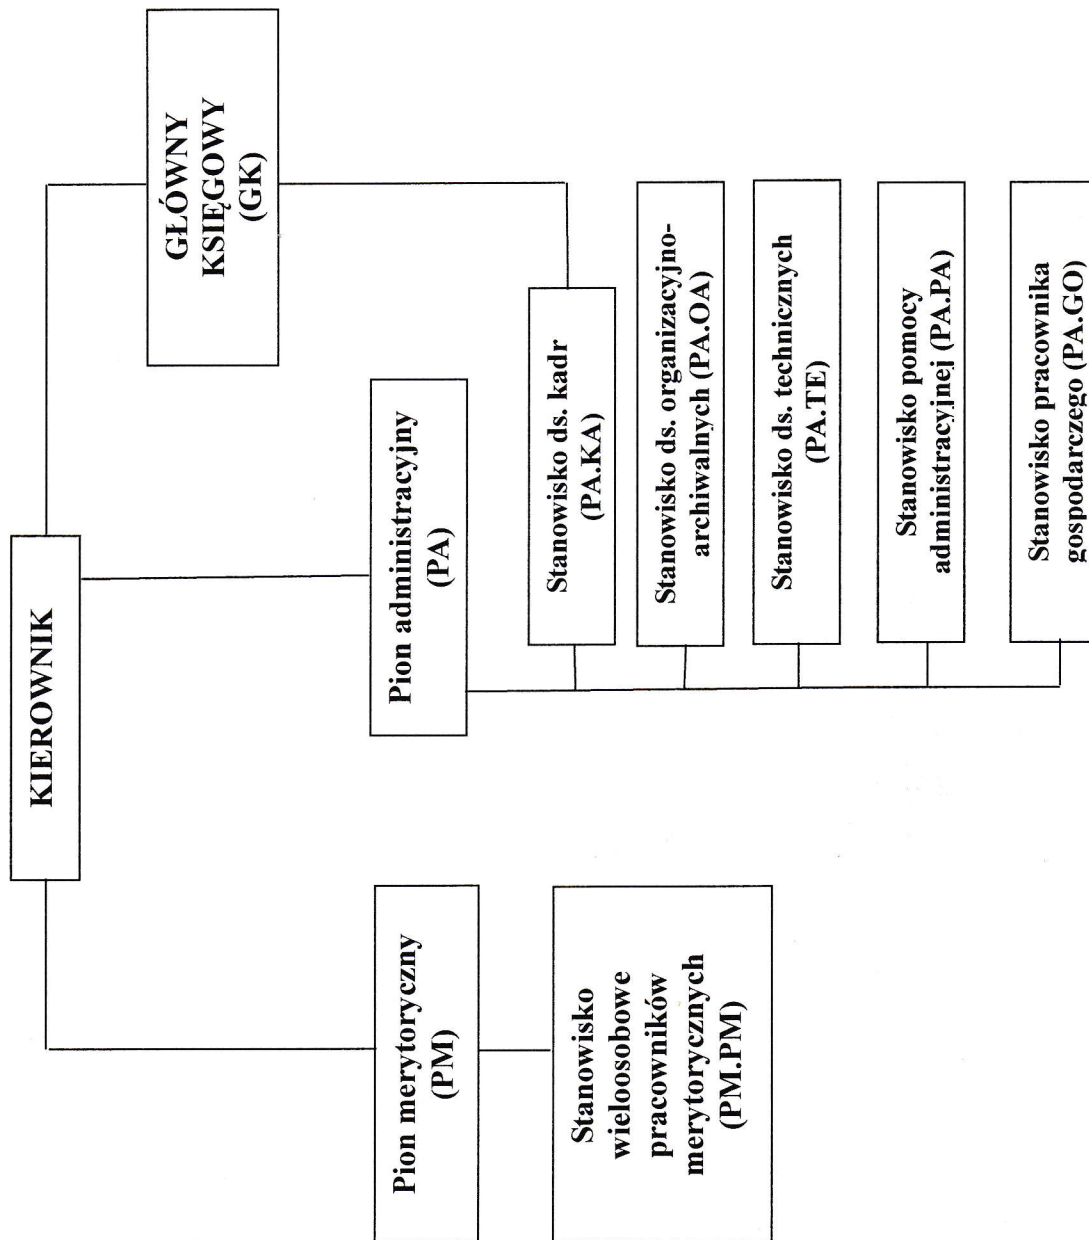 KIEROWNIK
GŁÓWNY
KSIĘGOWY
(GK)
Pion merytoryczny
(PM)
Pion administracyjny
(PA)
Stanowisko
wieloosobowe
pracowników
merytorycznych
(PM.PM)
Stanowisko ds. kadr
(PA.KA)
Stanowisko ds. organizacyjno-
archiwalnych (PA.OA)
Stanowisko ds. technicznych
(PA.TE)
Stanowisko pomocy
administracyjnej (PA.PA)
Stanowisko pracownika
gospodarczego (PA.GO)